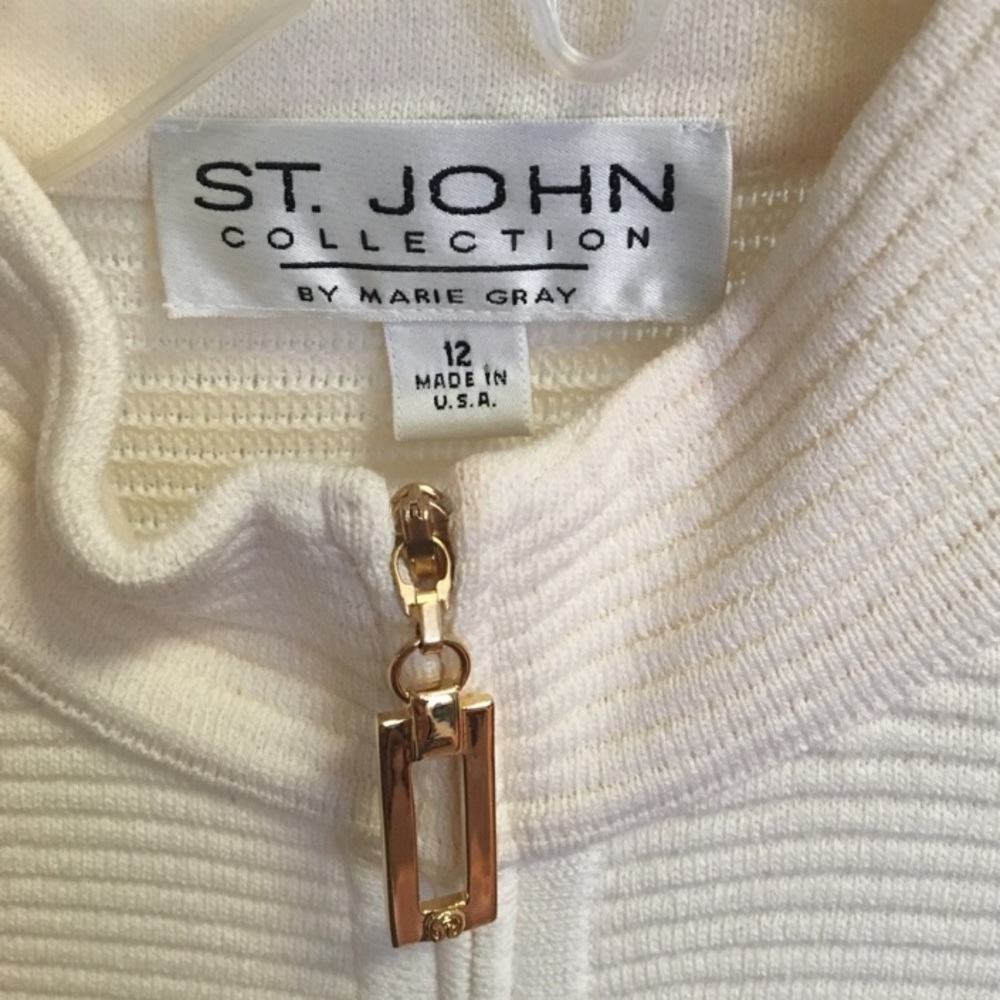 ST. JOHN
COLLECTION
BY MARIE GRAY
12
MADE IN
U.S.A.